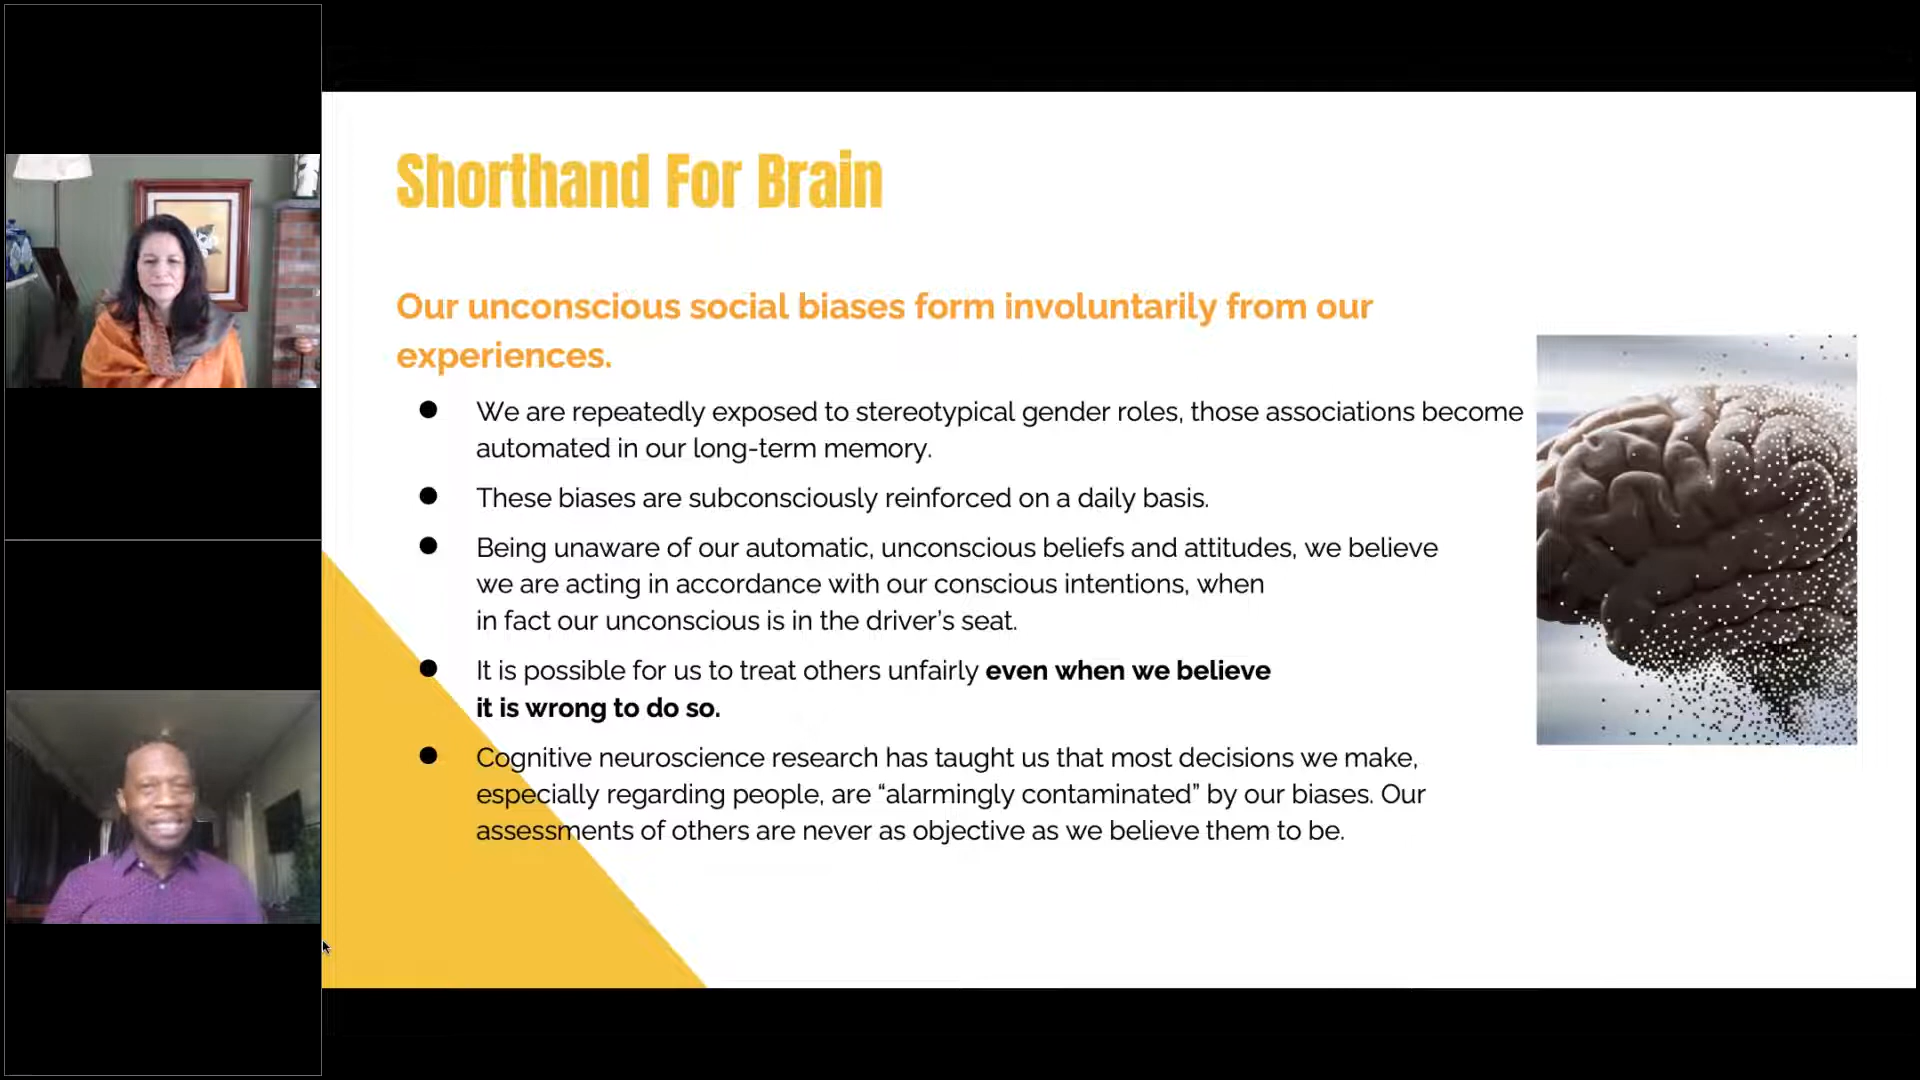 Shorthand For Brain
Our unconscious social biases form involuntarily from our
experiences.
● We are repeatedly exposed to stereotypical gender roles, those associations become
automated in our long-term memory.
● These biases are subconsciously reinforced on a daily basis.
● Being unaware of our automatic, unconscious beliefs and attitudes, we believe
we are acting in accordance with our conscious intentions, when
in fact our unconscious is in the driver’s seat.
● It is possible for us to treat others unfairly even when we believe
it is wrong to do so.
● Cognitive neuroscience research has taught us that most decisions we make,
especially regarding people, are “alarmingly contaminated” by our biases. Our
assessments of others are never as objective as we believe them to be.